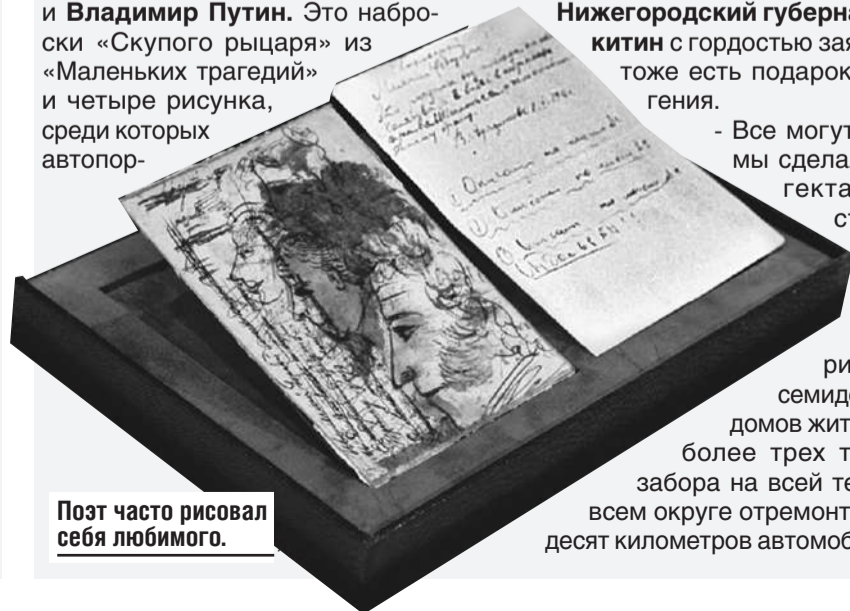 и Владимир Путин. Это набро-
ски «Скупого рыцаря» из
«Маленьких трагедий»
и четыре рисунка,
среди которых
автопор-
Поэт часто рисовал
себя любимого.
Нижегородский губерна
китин с гордостью зая
тоже есть подарок
гения.
- Все могут
мы сдела
гекта
ст
ри
семид
домов жит
более трех т
забора на всей те
всем округе отремонт
десят километров автомоб